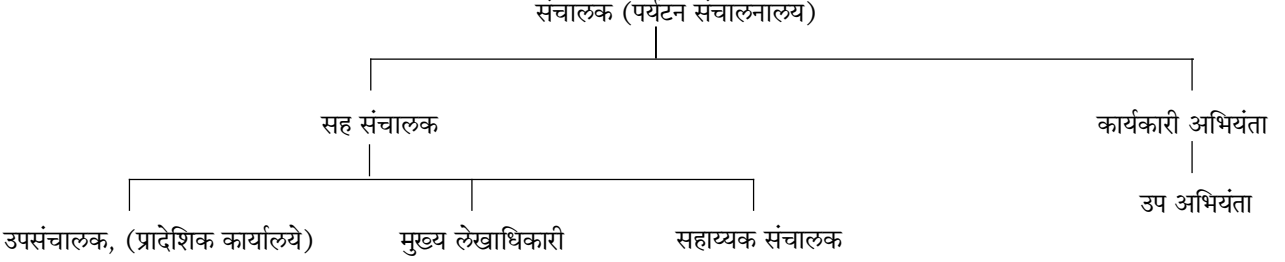 संचालक (पर्यटन संचालनालय)
सह संचालक
कार्यकारी अभियंता
उप अभियंता
उपसंचालक, (प्रादेशिक कार्यालये)
मुख्य लेखाधिकारी
सहाय्यक संचालक